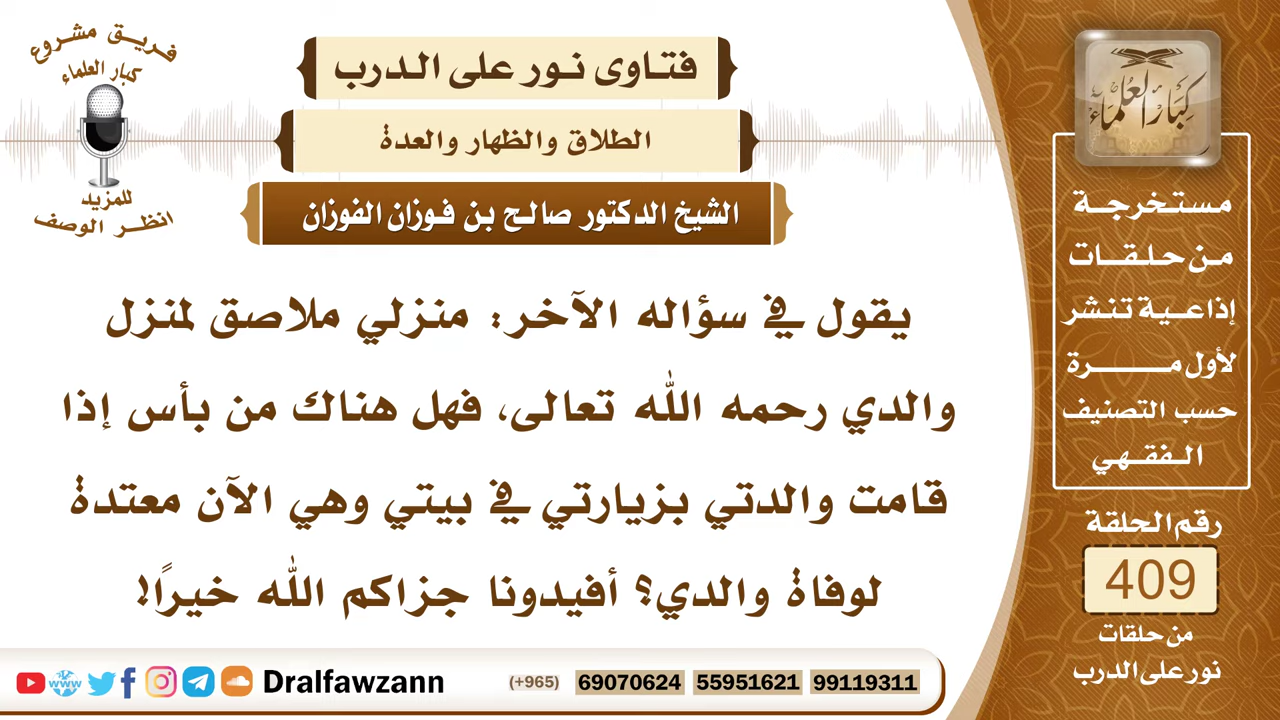 فريق مشروع
كبار العلماء
للمزيد
انظر الوصف
فتاوى نور على الدرب
الطلاق والظهار والعدة
الشيخ الدكتور صالح بن فوزان الفوزان
يقول في سؤاله الآخر: منزلي ملاصق لمنزل
والدي رحمه الله تعالى، فهل هناك من بأس إذا
قامت والدتي بزيارتي في بيتي وهي الآن معتدة
لوفاة والدي؟ أفيدونا جزاكم الله خيرًا!
كبار العلماء
مستخرجة
من حلقات
إذاعية تنشر
لأول مرة
حسب التصنيف
الفقهي
رقم الحلقة
409
من حلقات
نور على الدرب
www Dralfawzann (+965) 69070624 55951621 99119311